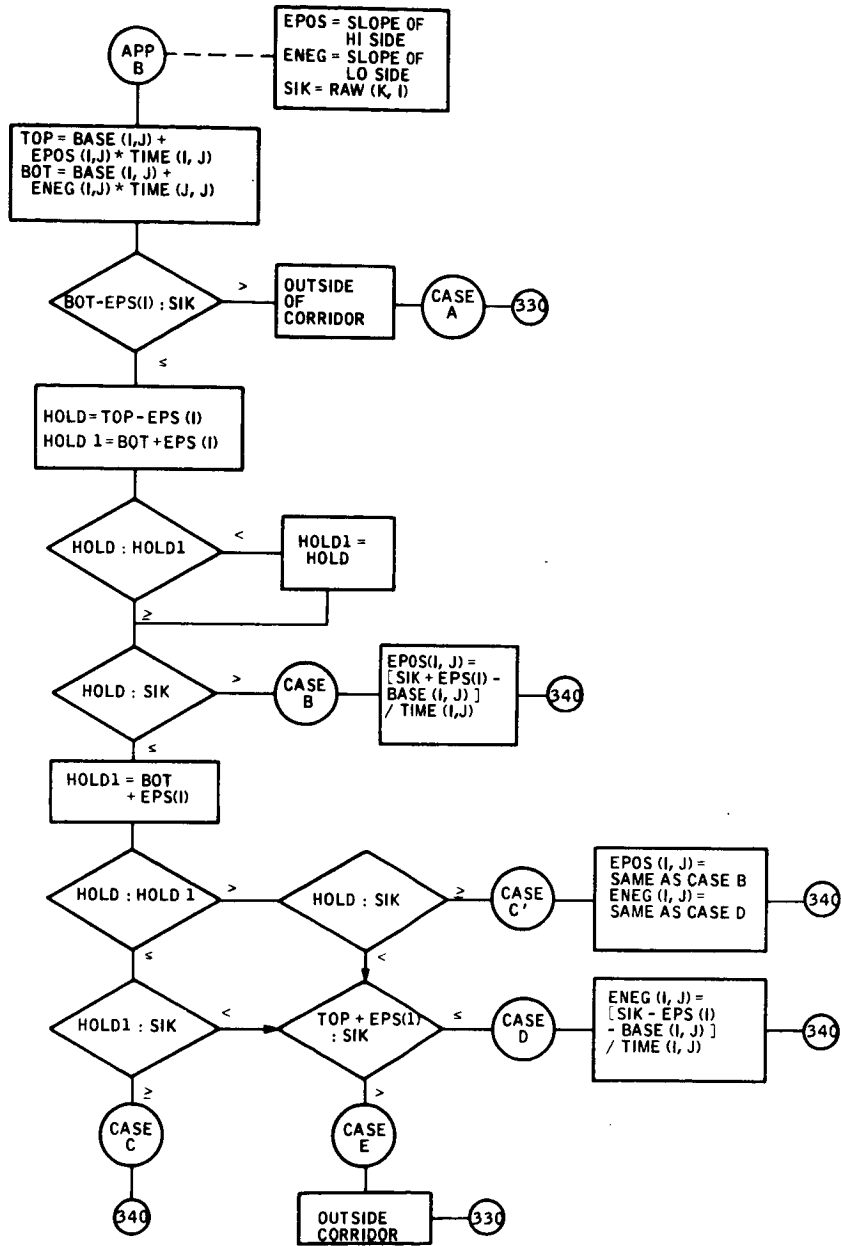 APP
B
EPOS = SLOPE OF
HI SIDE
ENEG = SLOPE OF
LO SIDE
SIK = RAW (K, I)
TOP = BASE (I,J) +
EPOS (I,J) * TIME (I, J)
BOT = BASE (I, J) +
ENEG (I,J) * TIME (J, J)
BOT-EPS(I) : SIK
>
OUTSIDE
OF
CORRIDOR
CASE
A
330
≤
HOLD = TOP - EPS (I)
HOLD 1 = BOT + EPS (I)
HOLD : HOLD1
<
HOLD1 =
HOLD
≥
HOLD : SIK
>
CASE
B
EPOS(I, J) =
[SIK + EPS(I) -
BASE (I, J) ]
/ TIME (I,J)
340
≤
HOLD1 = BOT
+ EPS(I)
HOLD : HOLD 1
>
HOLD : SIK
≥
CASE
C'
EPOS (I, J) =
SAME AS CASE B
ENEG (I, J) =
SAME AS CASE D
340
≤
<
HOLD1 : SIK
<
TOP + EPS(1)
: SIK
≤
CASE
D
ENEG (I, J) =
[SIK - EPS (I)
- BASE (I, J) ]
/ TIME (I, J)
340
≥
>
CASE
C
CASE
E
340
OUTSIDE
CORRIDOR
330